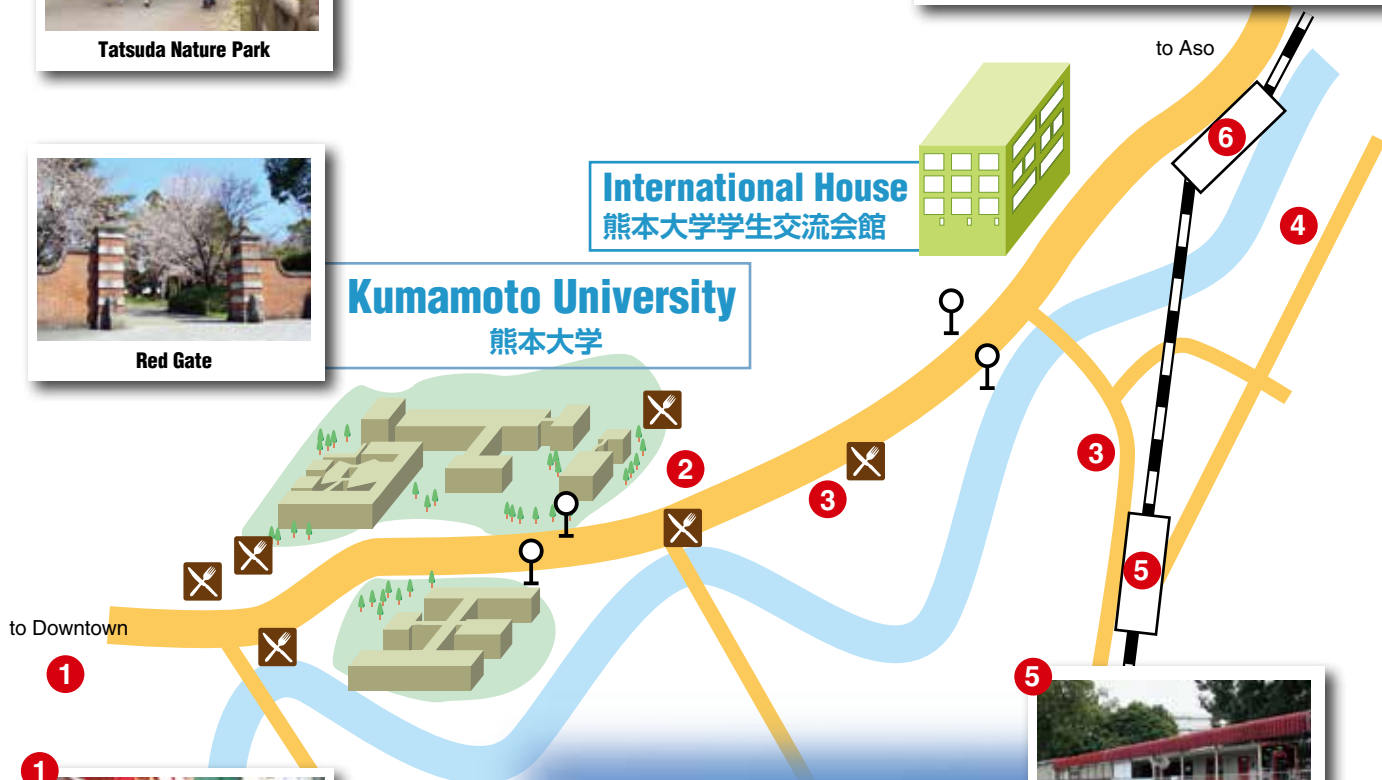 Tatsuda Nature Park
to Aso
6
International House
熊本大学学生交流会館
4
Kumamoto University
熊本大学
Red Gate
2
3
3
5
to Downtown
1
5
1